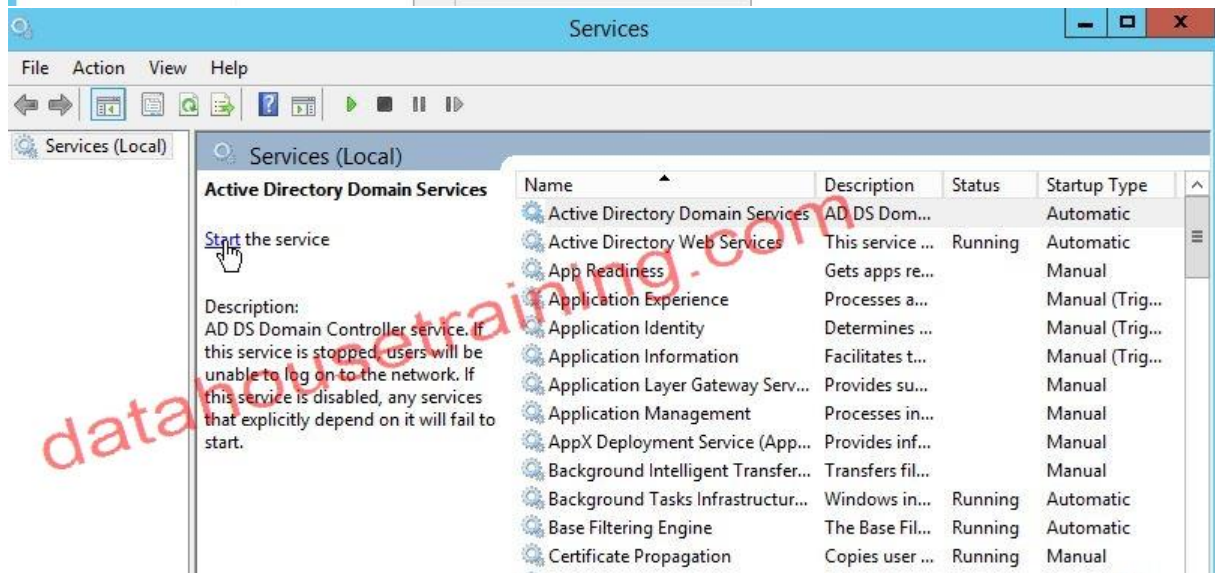 Services
File Action View Help
Services (Local)
Services (Local)
Active Directory Domain Services
Start the service
Description:
AD DS Domain Controller service. If
this service is stopped, users will be
unable to log on to the network. If
this service is disabled, any services
that explicitly depend on it will fail to
start.
Name Description Status Startup Type
Active Directory Domain Services AD DS Dom... Automatic
Active Directory Web Services This service ... Running Automatic
App Readiness Gets apps re... Manual
Application Experience Processes a... Manual (Trig...
Application Identity Determines ... Manual (Trig...
Application Information Facilitates t... Manual (Trig...
Application Layer Gateway Serv... Provides su... Manual
Application Management Processes in... Manual
AppX Deployment Service (App... Provides inf... Manual
Background Intelligent Transfer... Transfers fil... Manual
Background Tasks Infrastructur... Windows in... Running Automatic
Base Filtering Engine The Base Fil... Running Automatic
Certificate Propagation Copies user ... Running Manual
datahousetraining.com